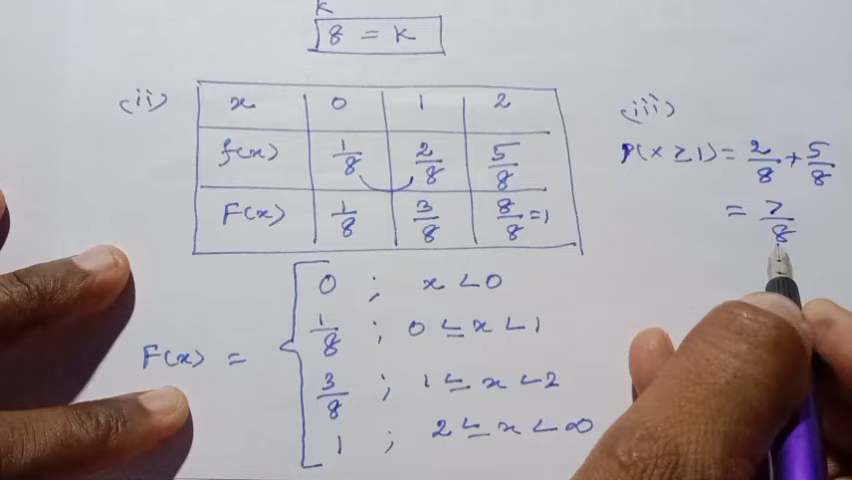 K
8 = K
(ii)
x 0 1 2
f(x) 1/8 2/8 5/8
F(x) 1/8 3/8 8/8 = 1
F(x) =
0 ; x < 0
1/8 ; 0 ≤ x < 1
3/8 ; 1 ≤ x < 2
1 ; 2 ≤ x < ∞
(iii)
P(X ≥ 1) = 2/8 + 5/8
= 7/8